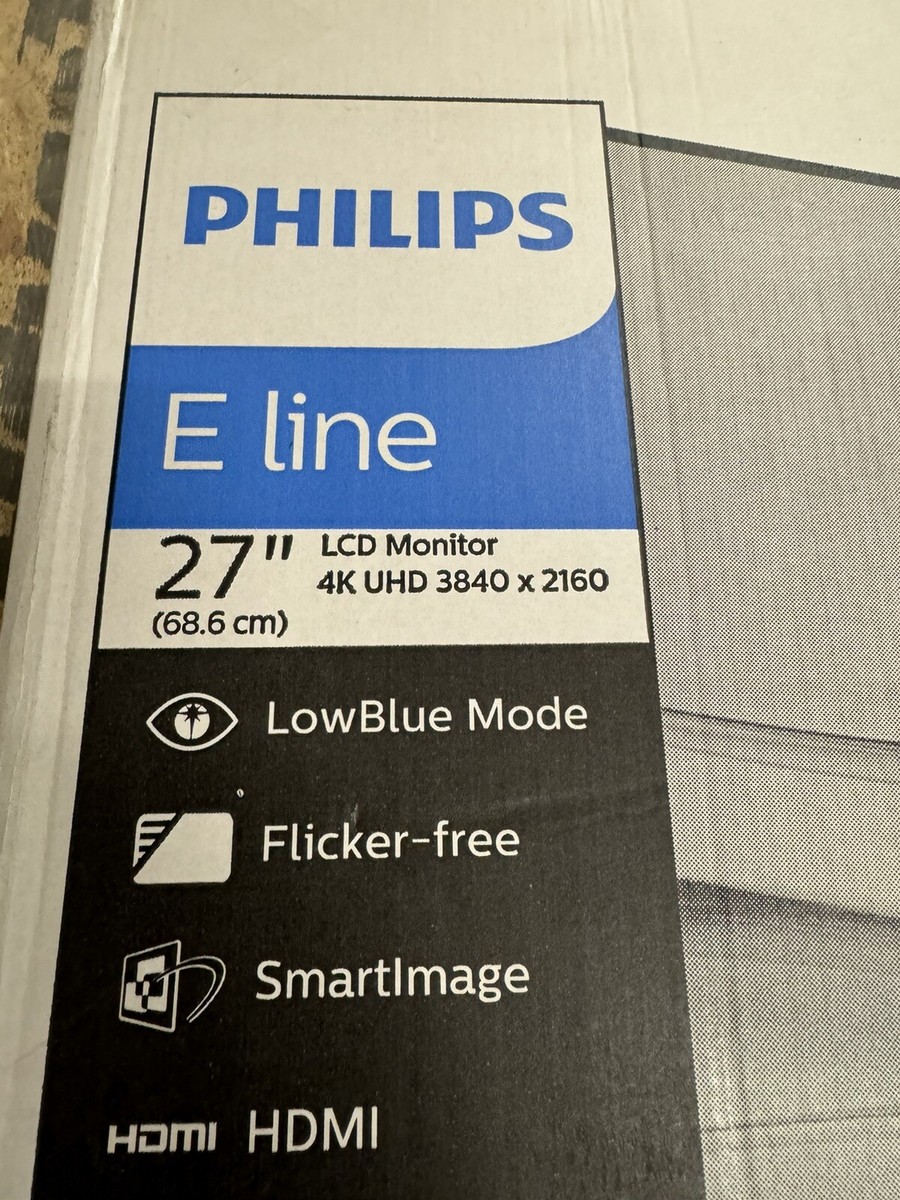 PHILIPS
E line
27" LCD Monitor
4K UHD 3840 x 2160
(68.6 cm)
LowBlue Mode
Flicker-free
SmartImage
HDMI HDMI